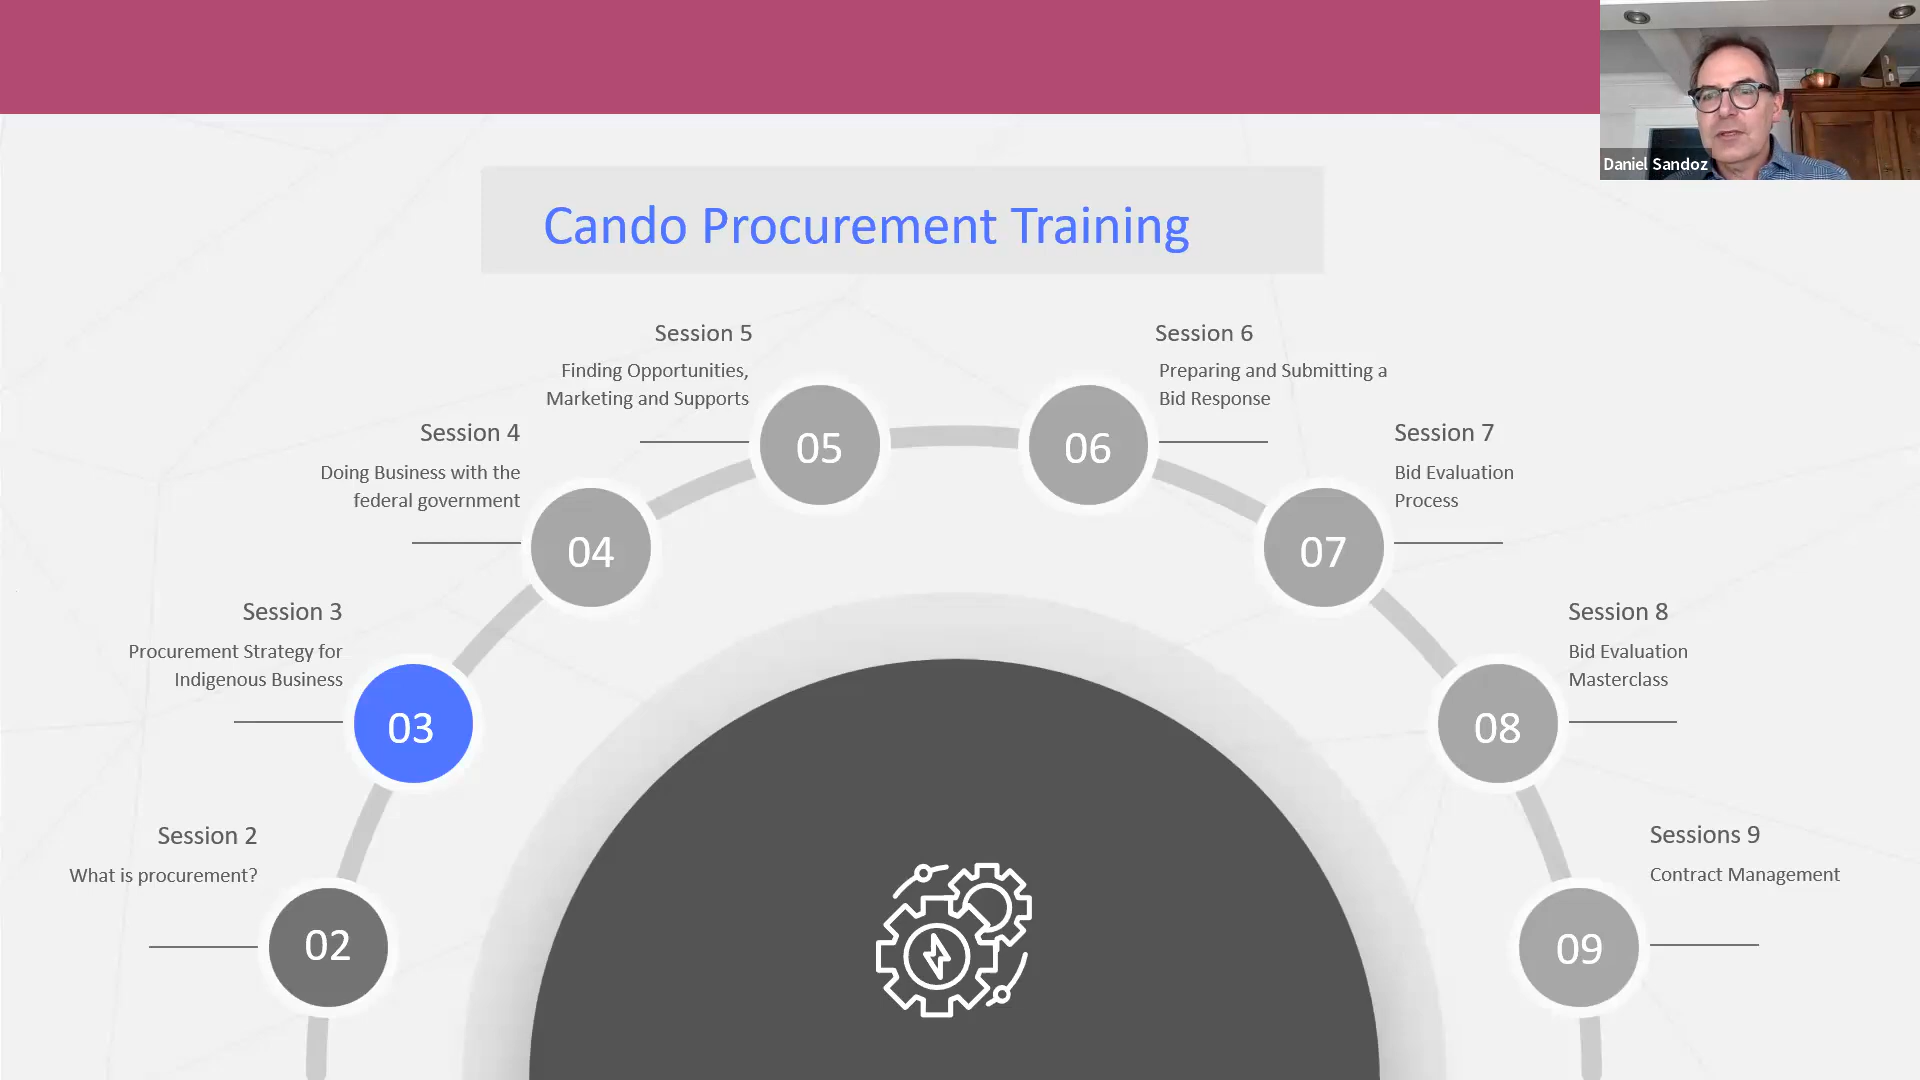 Daniel Sandoz
Cando Procurement Training
Session 2
What is procurement?
02
Session 3
Procurement Strategy for
Indigenous Business
03
Session 4
Doing Business with the
federal government
04
Session 5
Finding Opportunities,
Marketing and Supports
05
Session 6
Preparing and Submitting a
Bid Response
06
Session 7
Bid Evaluation
Process
07
Session 8
Bid Evaluation
Masterclass
08
Sessions 9
Contract Management
09